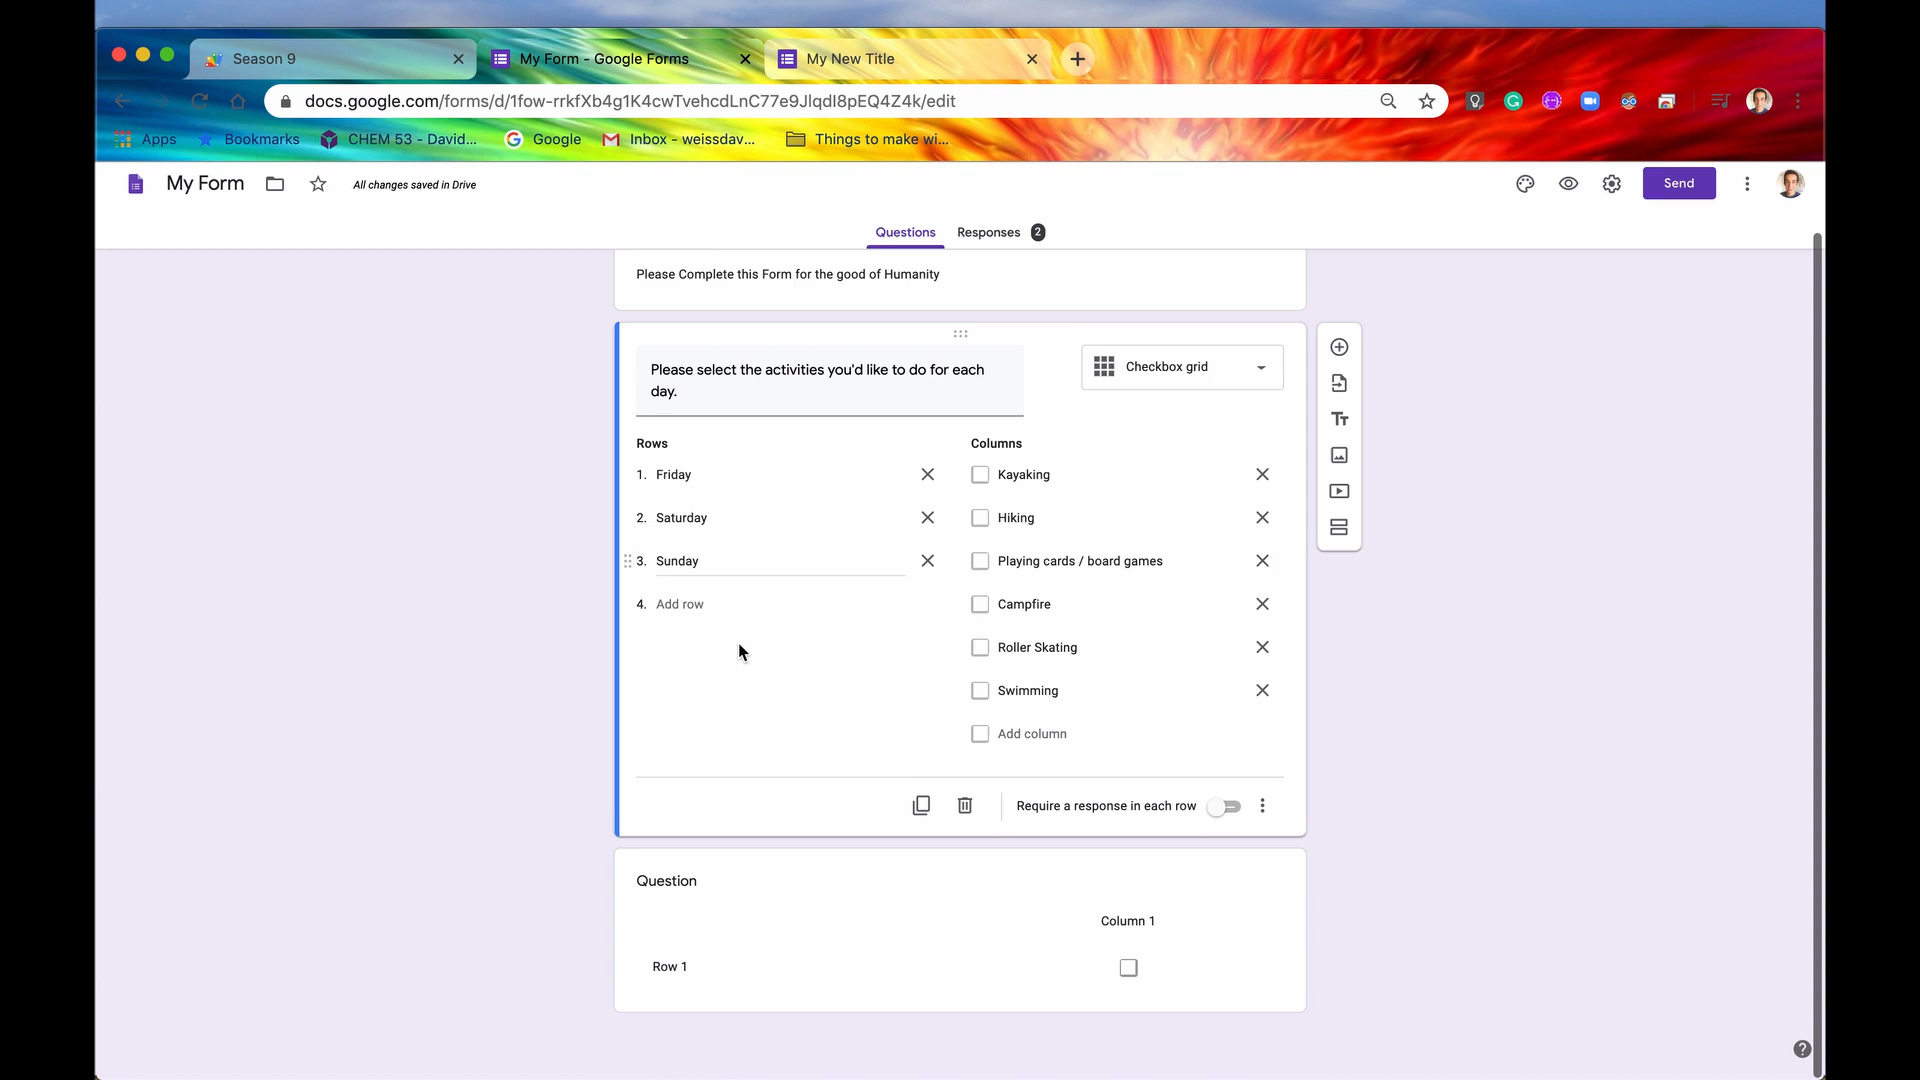 Season 9
My Form - Google Forms
My New Title
docs.google.com/forms/d/1fow-rrkfXb4g1K4cwTvehcdLnC77e9JlqdI8pEQ4Z4k/edit
Apps
Bookmarks
CHEM 53 - David...
Google
Inbox - weissdav...
Things to make wi...
My Form
All changes saved in Drive
Send
Questions
Responses
2
Please Complete this Form for the good of Humanity
Please select the activities you'd like to do for each
day.
Checkbox grid
Rows
Columns
1. Friday
Kayaking
2. Saturday
Hiking
3. Sunday
Playing cards / board games
4. Add row
Campfire
Roller Skating
Swimming
Add column
Require a response in each row
Question
Column 1
Row 1